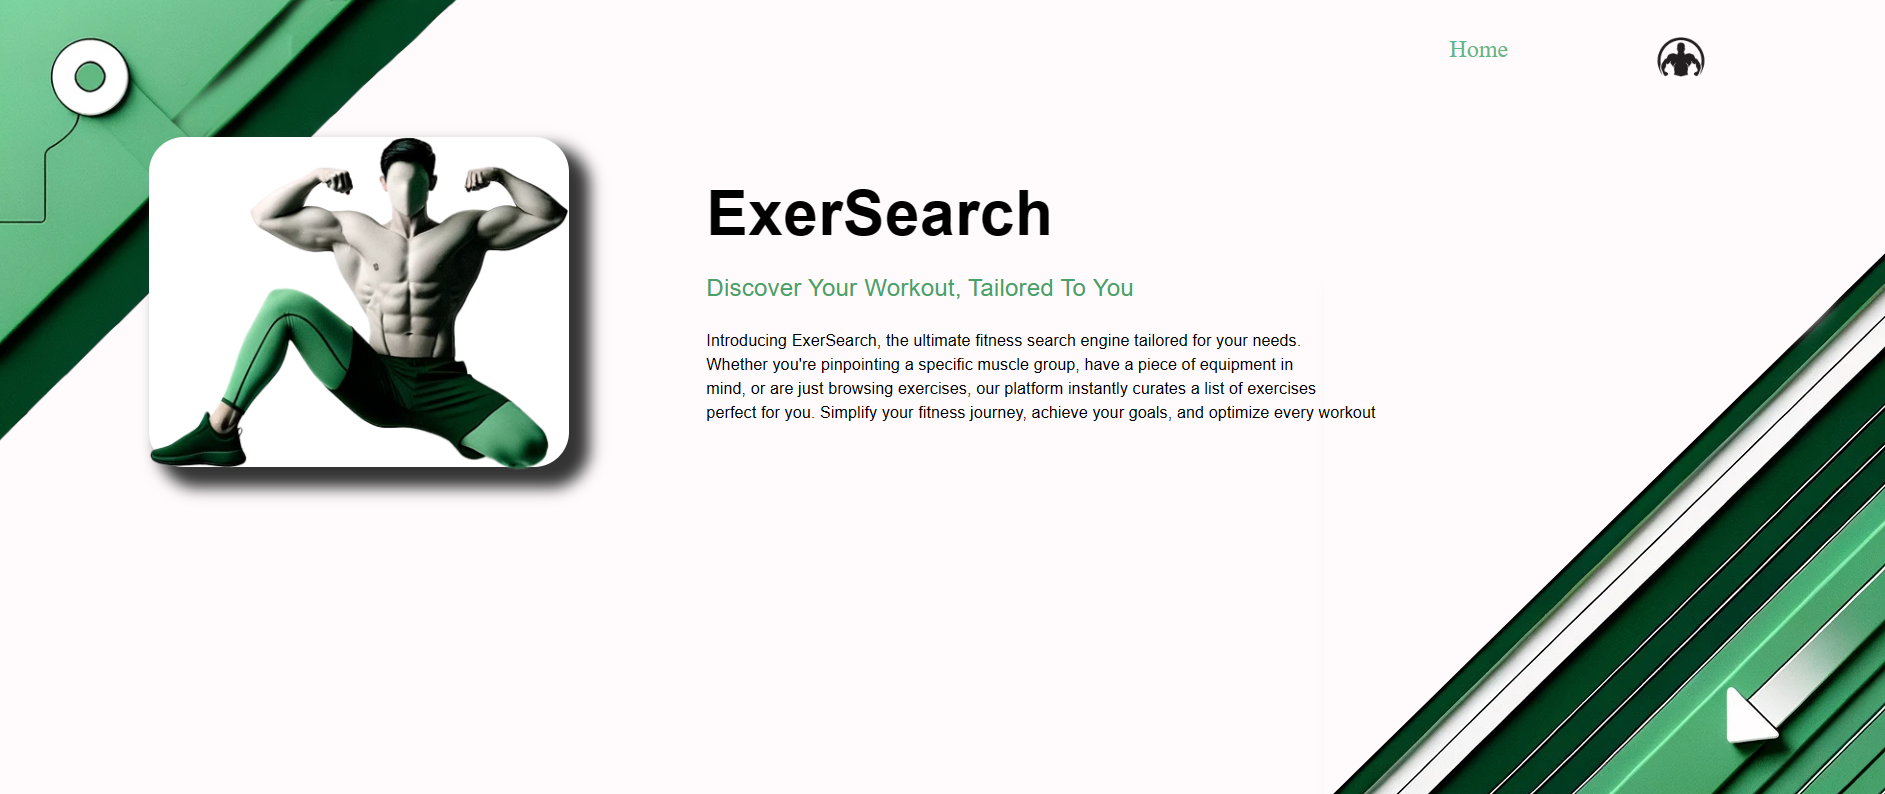 Home
ExerSearch
Discover Your Workout, Tailored To You
Introducing ExerSearch, the ultimate fitness search engine tailored for your needs.
Whether you're pinpointing a specific muscle group, have a piece of equipment in
mind, or are just browsing exercises, our platform instantly curates a list of exercises
perfect for you. Simplify your fitness journey, achieve your goals, and optimize every workout